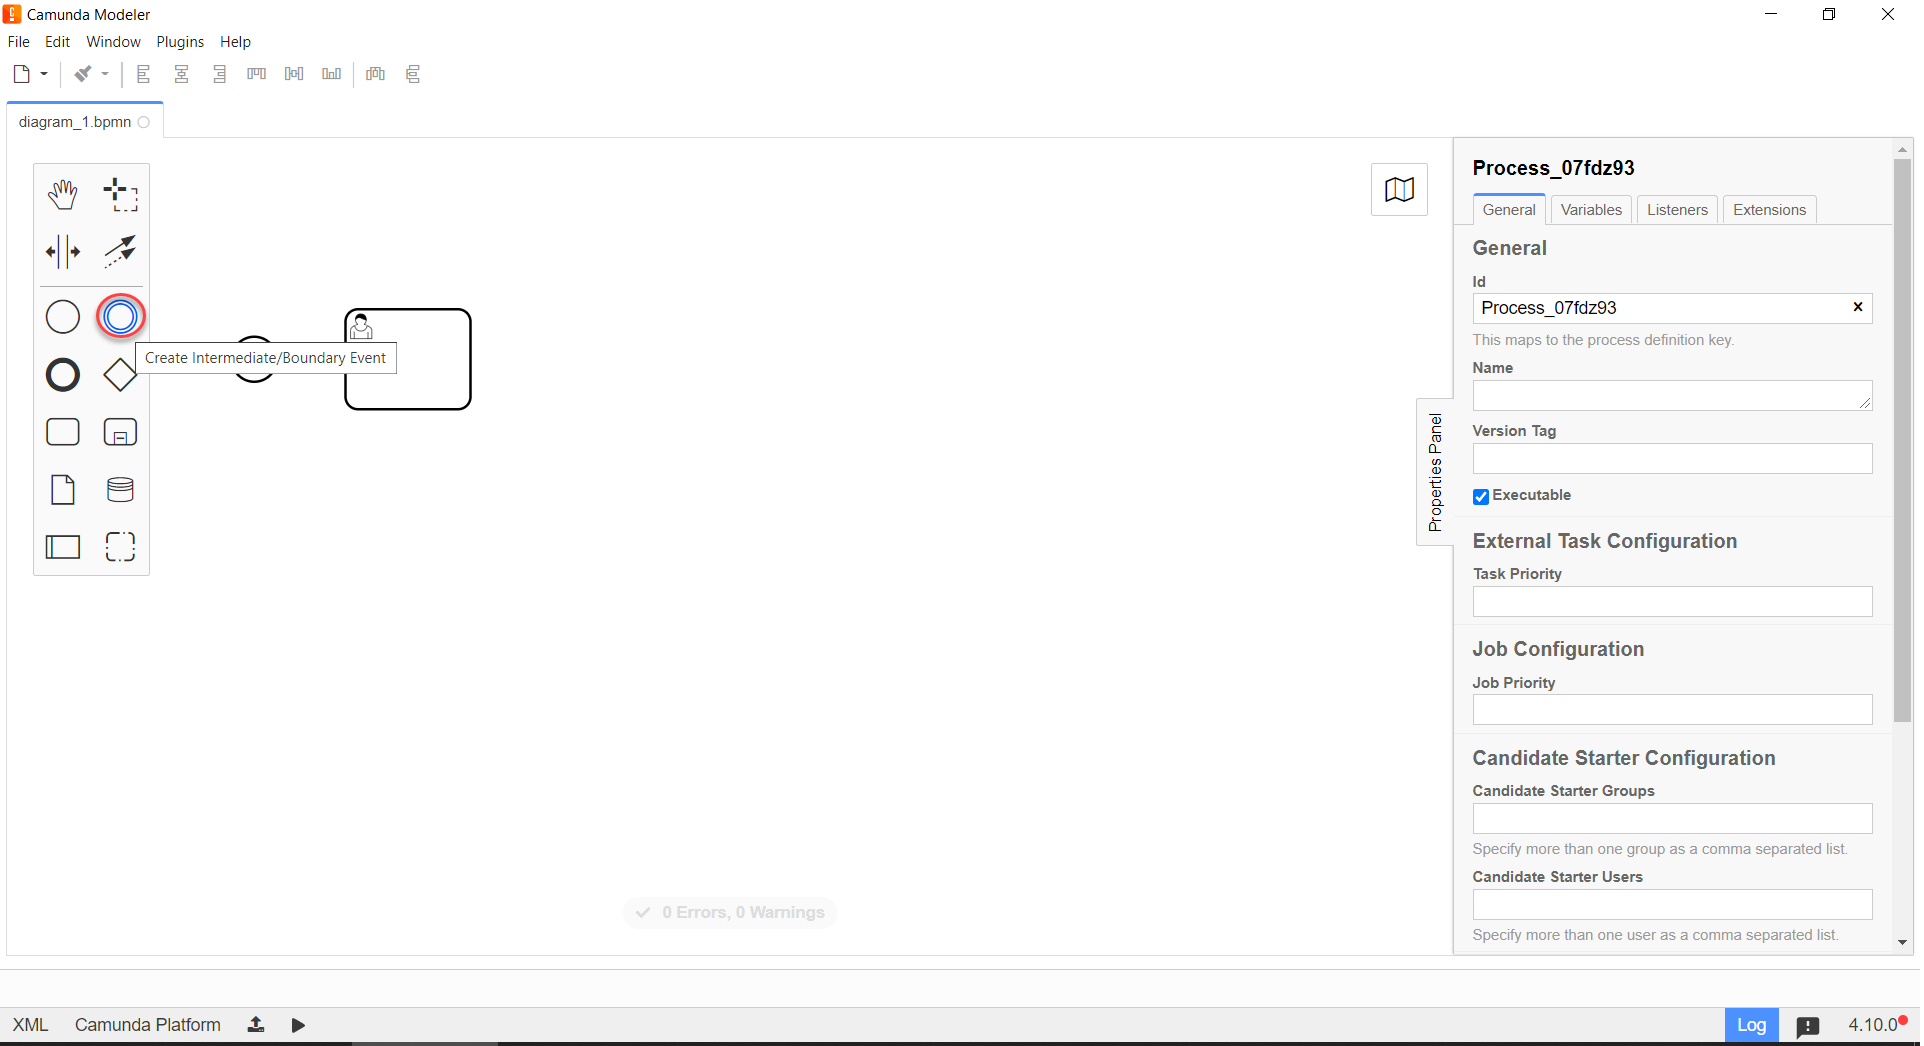 Camunda Modeler
File Edit Window Plugins Help
diagram_1.bpmn
Create Intermediate/Boundary Event
Properties Panel
Process_07fdz93
General Variables Listeners Extensions
General
Id
Process_07fdz93
This maps to the process definition key.
Name
Version Tag
Executable
External Task Configuration
Task Priority
Job Configuration
Job Priority
Candidate Starter Configuration
Candidate Starter Groups
Specify more than one group as a comma separated list.
Candidate Starter Users
Specify more than one user as a comma separated list.
0 Errors, 0 Warnings
XML Camunda Platform Log 4.10.0